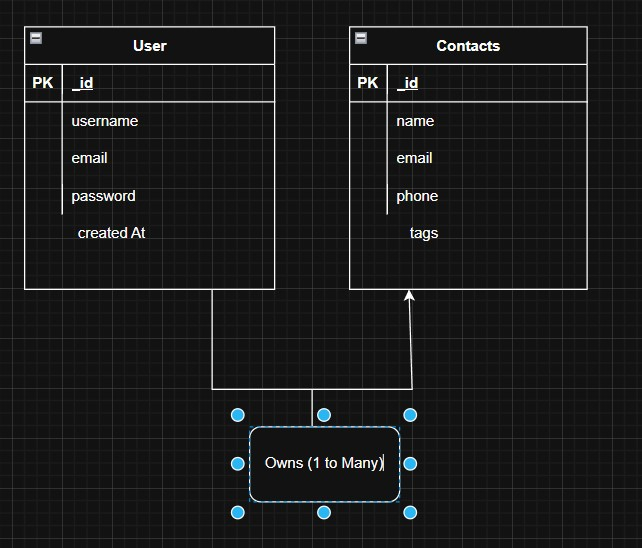 User
PK _id
username
email
password
created At
Contacts
PK _id
name
email
phone
tags
Owns (1 to Many)